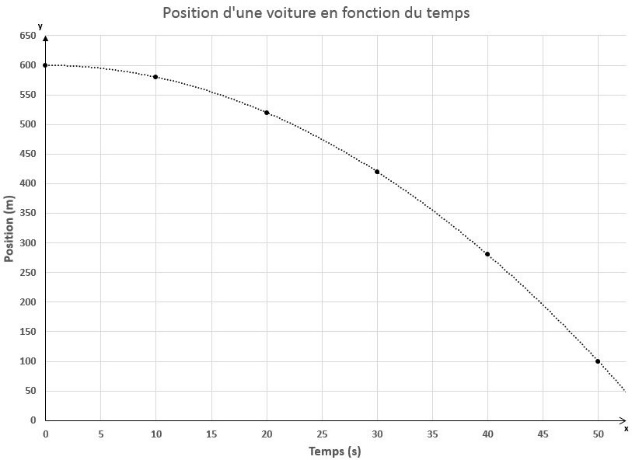 Position d'une voiture en fonction du temps
y
650
600
550
500
450
400
350
300
250
200
150
100
50
0
Position (m)
0 5 10 15 20 25 30 35 40 45 50
x
Temps (s)